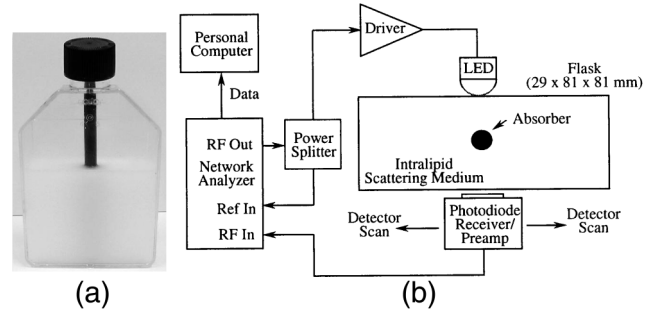 Personal
Computer
Data
RF Out
Network
Analyzer
Ref In
RF In
Power
Splitter
Driver
LED
Flask
(29 x 81 x 81 mm)
Absorber
Intralipid
Scattering Medium
Detector
Scan
Photodiode
Receiver/
Preamp
Detector
Scan
(a)
(b)